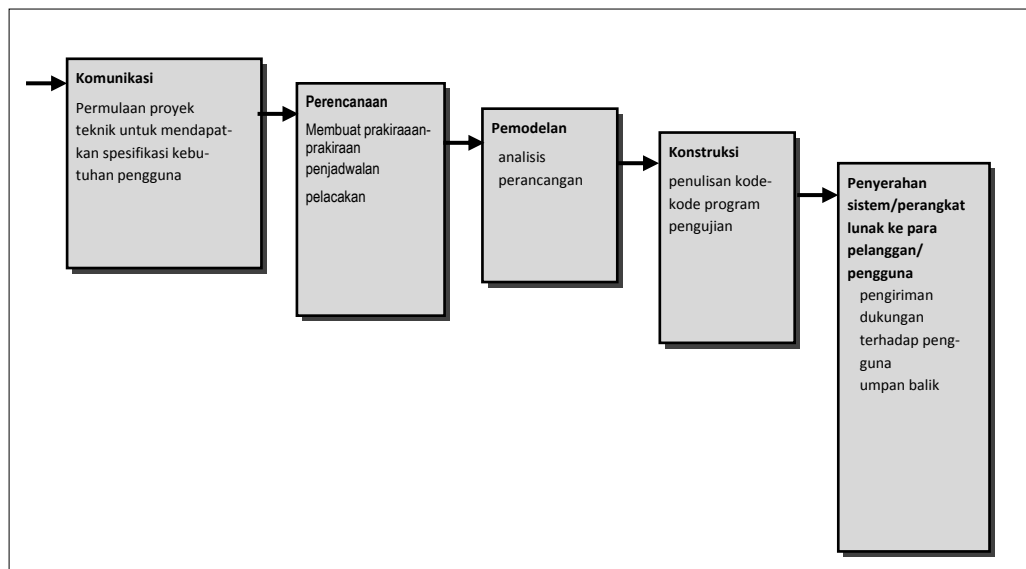 Komunikasi
Permulaan proyek
teknik untuk mendapat-
kan spesifikasi kebu-
tuhan pengguna
Perencanaan
Membuat prakiraaan-
prakiraan
penjadwalan
pelacakan
Pemodelan
analisis
perancangan
Konstruksi
penulisan kode-
kode program
pengujian
Penyerahan
sistem/perangkat
lunak ke para
pelanggan/
pengguna
pengiriman
dukungan
terhadap peng-
guna
umpan balik